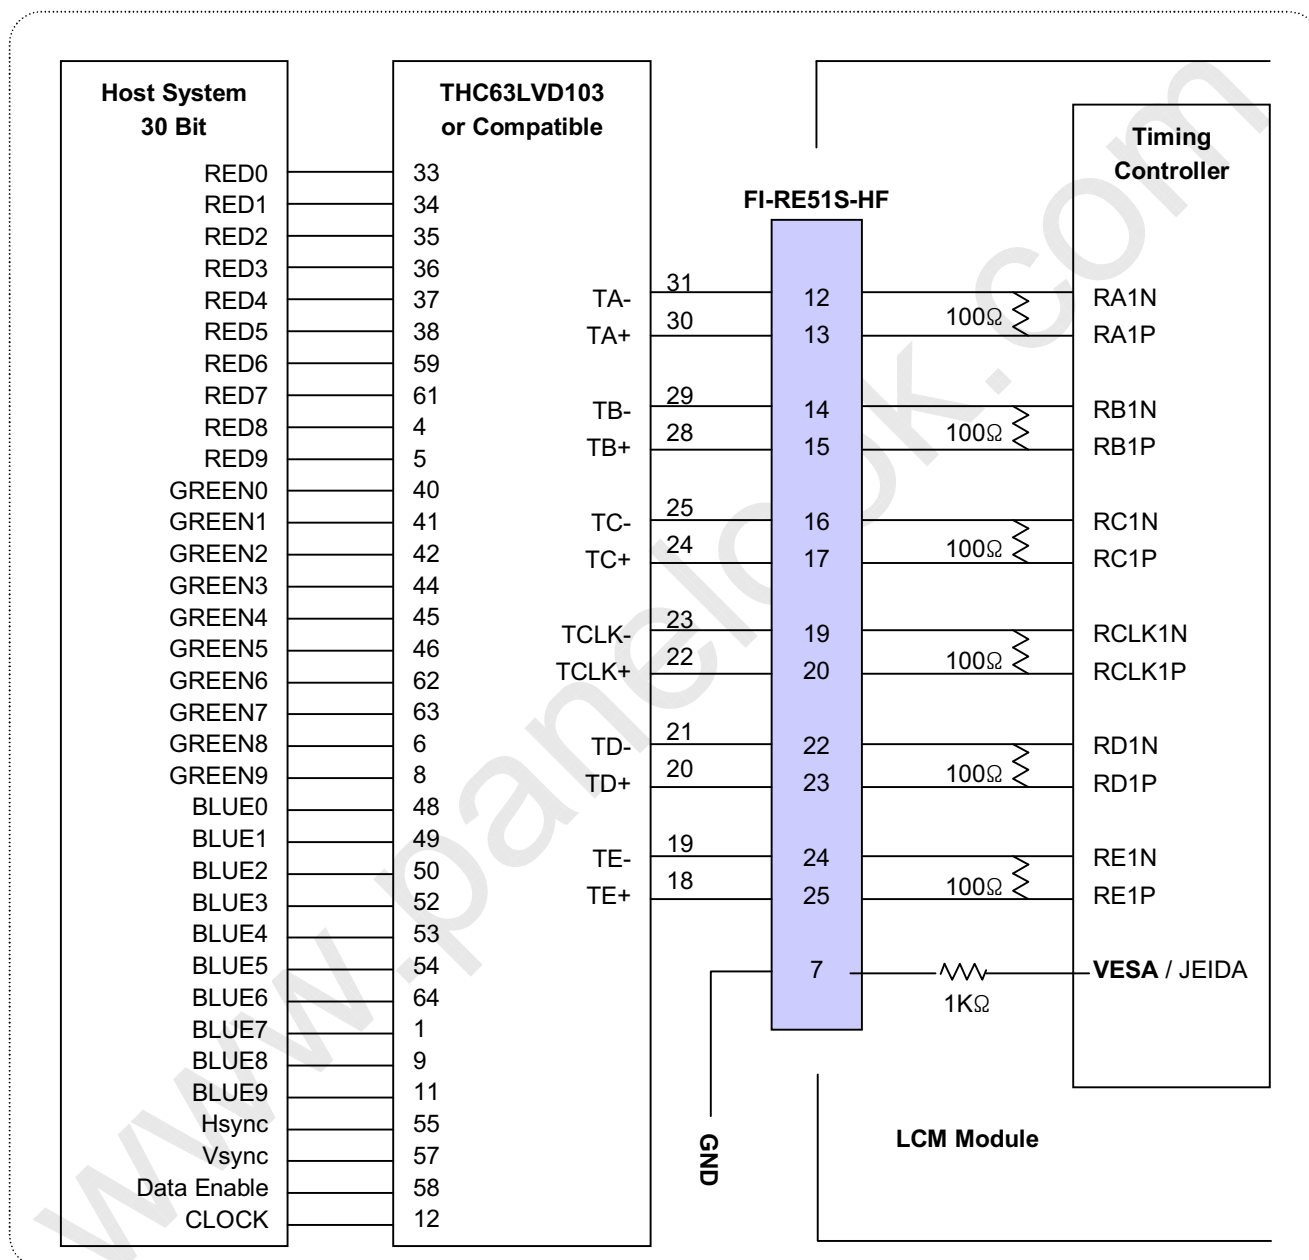 Host System
30 Bit
RED0
RED1
RED2
RED3
RED4
RED5
RED6
RED7
RED8
RED9
GREEN0
GREEN1
GREEN2
GREEN3
GREEN4
GREEN5
GREEN6
GREEN7
GREEN8
GREEN9
BLUE0
BLUE1
BLUE2
BLUE3
BLUE4
BLUE5
BLUE6
BLUE7
BLUE8
BLUE9
Hsync
Vsync
Data Enable
CLOCK
THC63LVD103
or Compatible
33
34
35
36
37
38
59
61
4
5
40
41
42
44
45
46
62
63
6
8
48
49
50
52
53
54
64
1
9
11
55
57
58
12
TA-
TA+
TB-
TB+
TC-
TC+
TCLK-
TCLK+
TD-
TD+
TE-
TE+
31
30
29
28
25
24
23
22
21
20
19
18
GND
FI-RE51S-HF
12
13
14
15
16
17
19
20
22
23
24
25
7
100Ω
100Ω
100Ω
100Ω
100Ω
100Ω
1KΩ
Timing
Controller
RA1N
RA1P
RB1N
RB1P
RC1N
RC1P
RCLK1N
RCLK1P
RD1N
RD1P
RE1N
RE1P
VESA / JEIDA
LCM Module
www.panelook.com